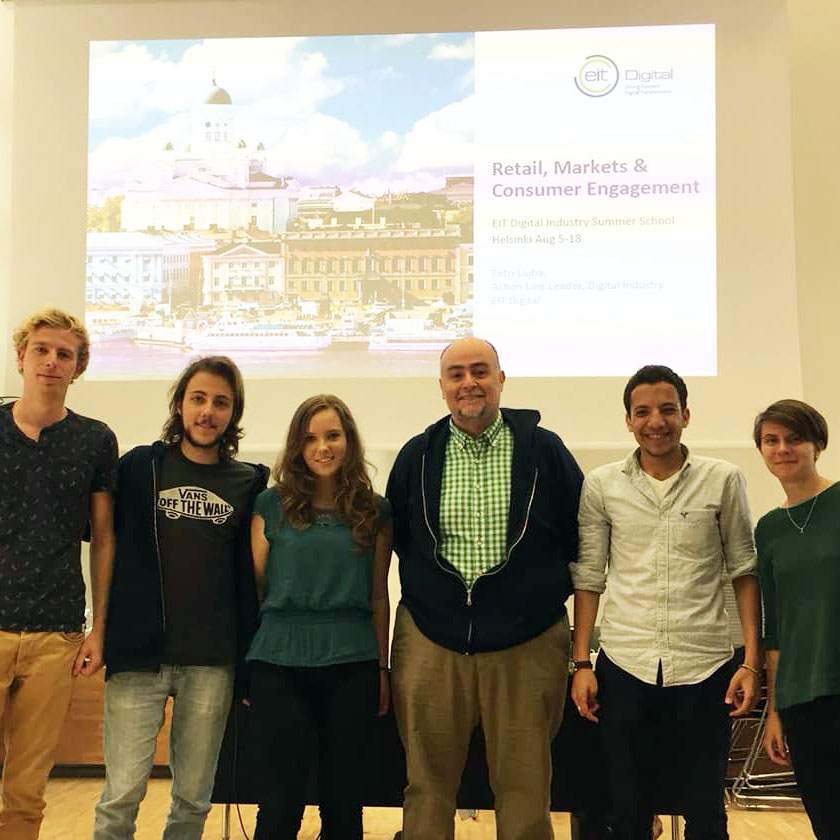 eit Digital
Retail, Markets &
Consumer Engagement
EIT Digital Industry Summer School
Helsinki Aug 5-18
Petri Liuha,
Action Line Leader, Digital Industry
EIT Digital
VANS
"OFF THE WALL"